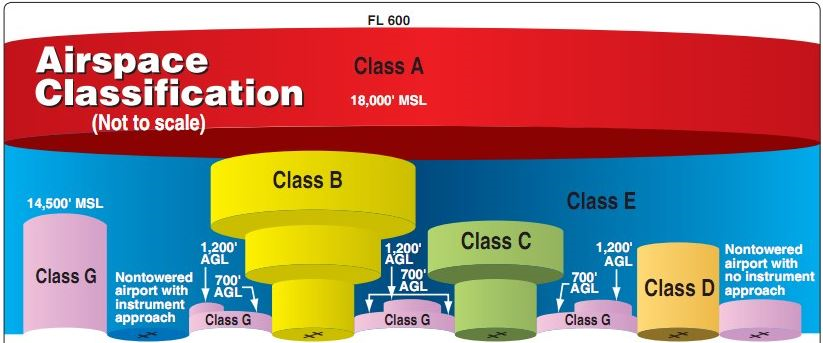 FL 600
Airspace
Classification
(Not to scale)
Class A
18,000' MSL
Class B
Class E
14,500' MSL
Class C
Class G
Nontowered
airport with
instrument
approach
1,200'
AGL
700'
AGL
Class G
1,200'
AGL
700'
AGL
Class G
1,200'
AGL
700'
AGL
Class G
Class D
Nontowered
airport with
no instrument
approach